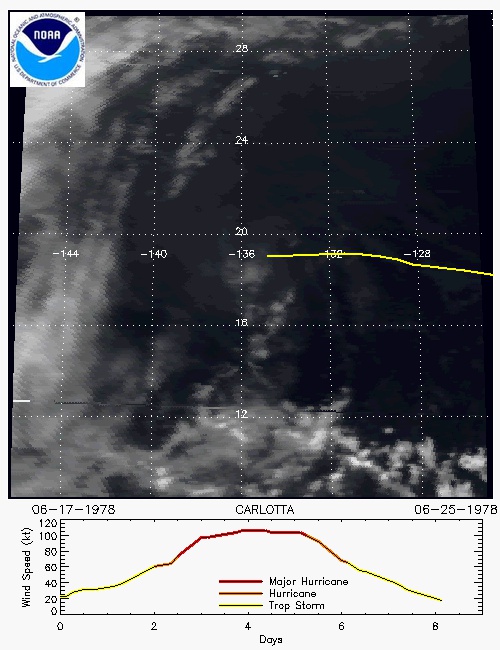 NATIONAL OCEANIC AND ATMOSPHERIC ADMINISTRATION
NOAA
U.S. DEPARTMENT OF COMMERCE
28
24
20
-144 -140 -136 -132 -128
16
12
06-17-1978 CARLOTTA 06-25-1978
120
100
80
60
40
20
0
Wind Speed (kt)
Major Hurricane
Hurricane
Trop Storm
0 2 4 6 8
Days